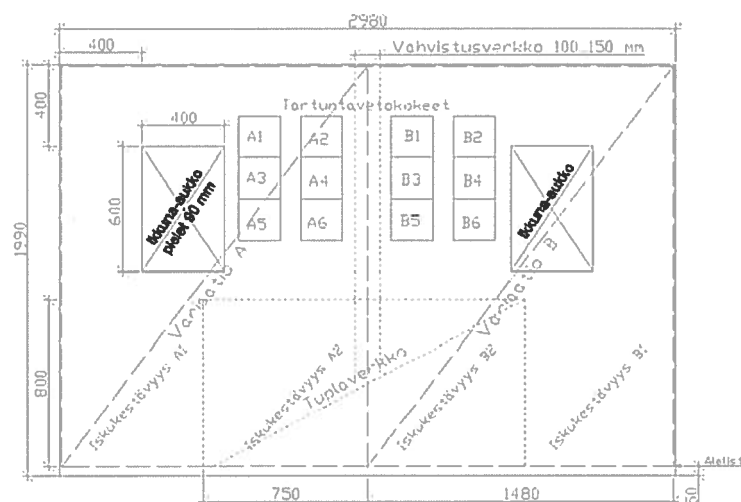 2980
400
Vahvistusverkko 100-150 mm
400
Tartuntavetokokeet
400
A1
A2
B1
B2
Ikkuna-aukko
pielet 90 mm
Ikkuna-aukko
A3
A4
B3
B4
600
A5
A6
B5
B6
1990
Variaatio A
Variaatio B
800
Iskukestävyys A1
Iskukestävyys A2
Tuplaverkko
Iskukestävyys B2
Iskukestävyys B1
750
1480
50